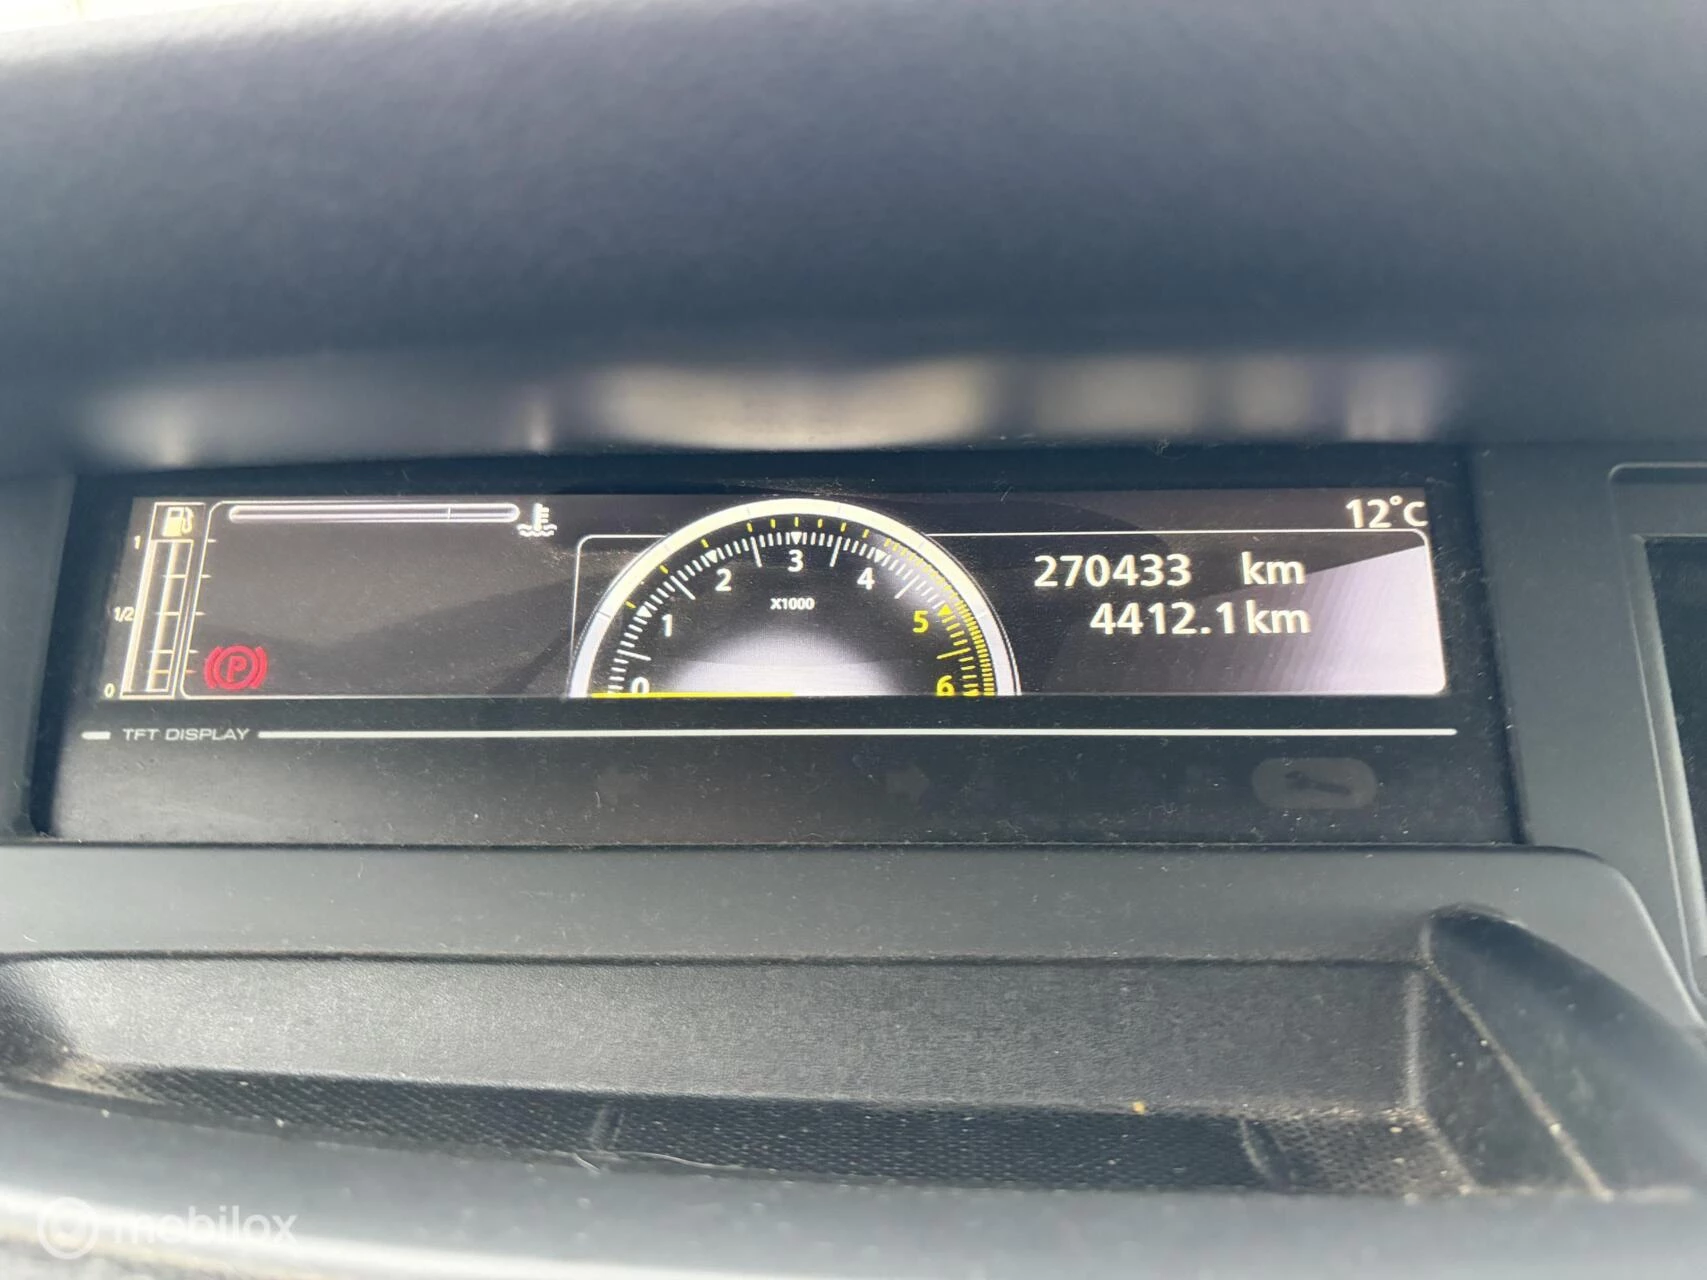 12°C
1
1/2
0
P
0 1 2 3 4 5 6
X1000
270433 km
4412.1 km
TFT DISPLAY
mobilox